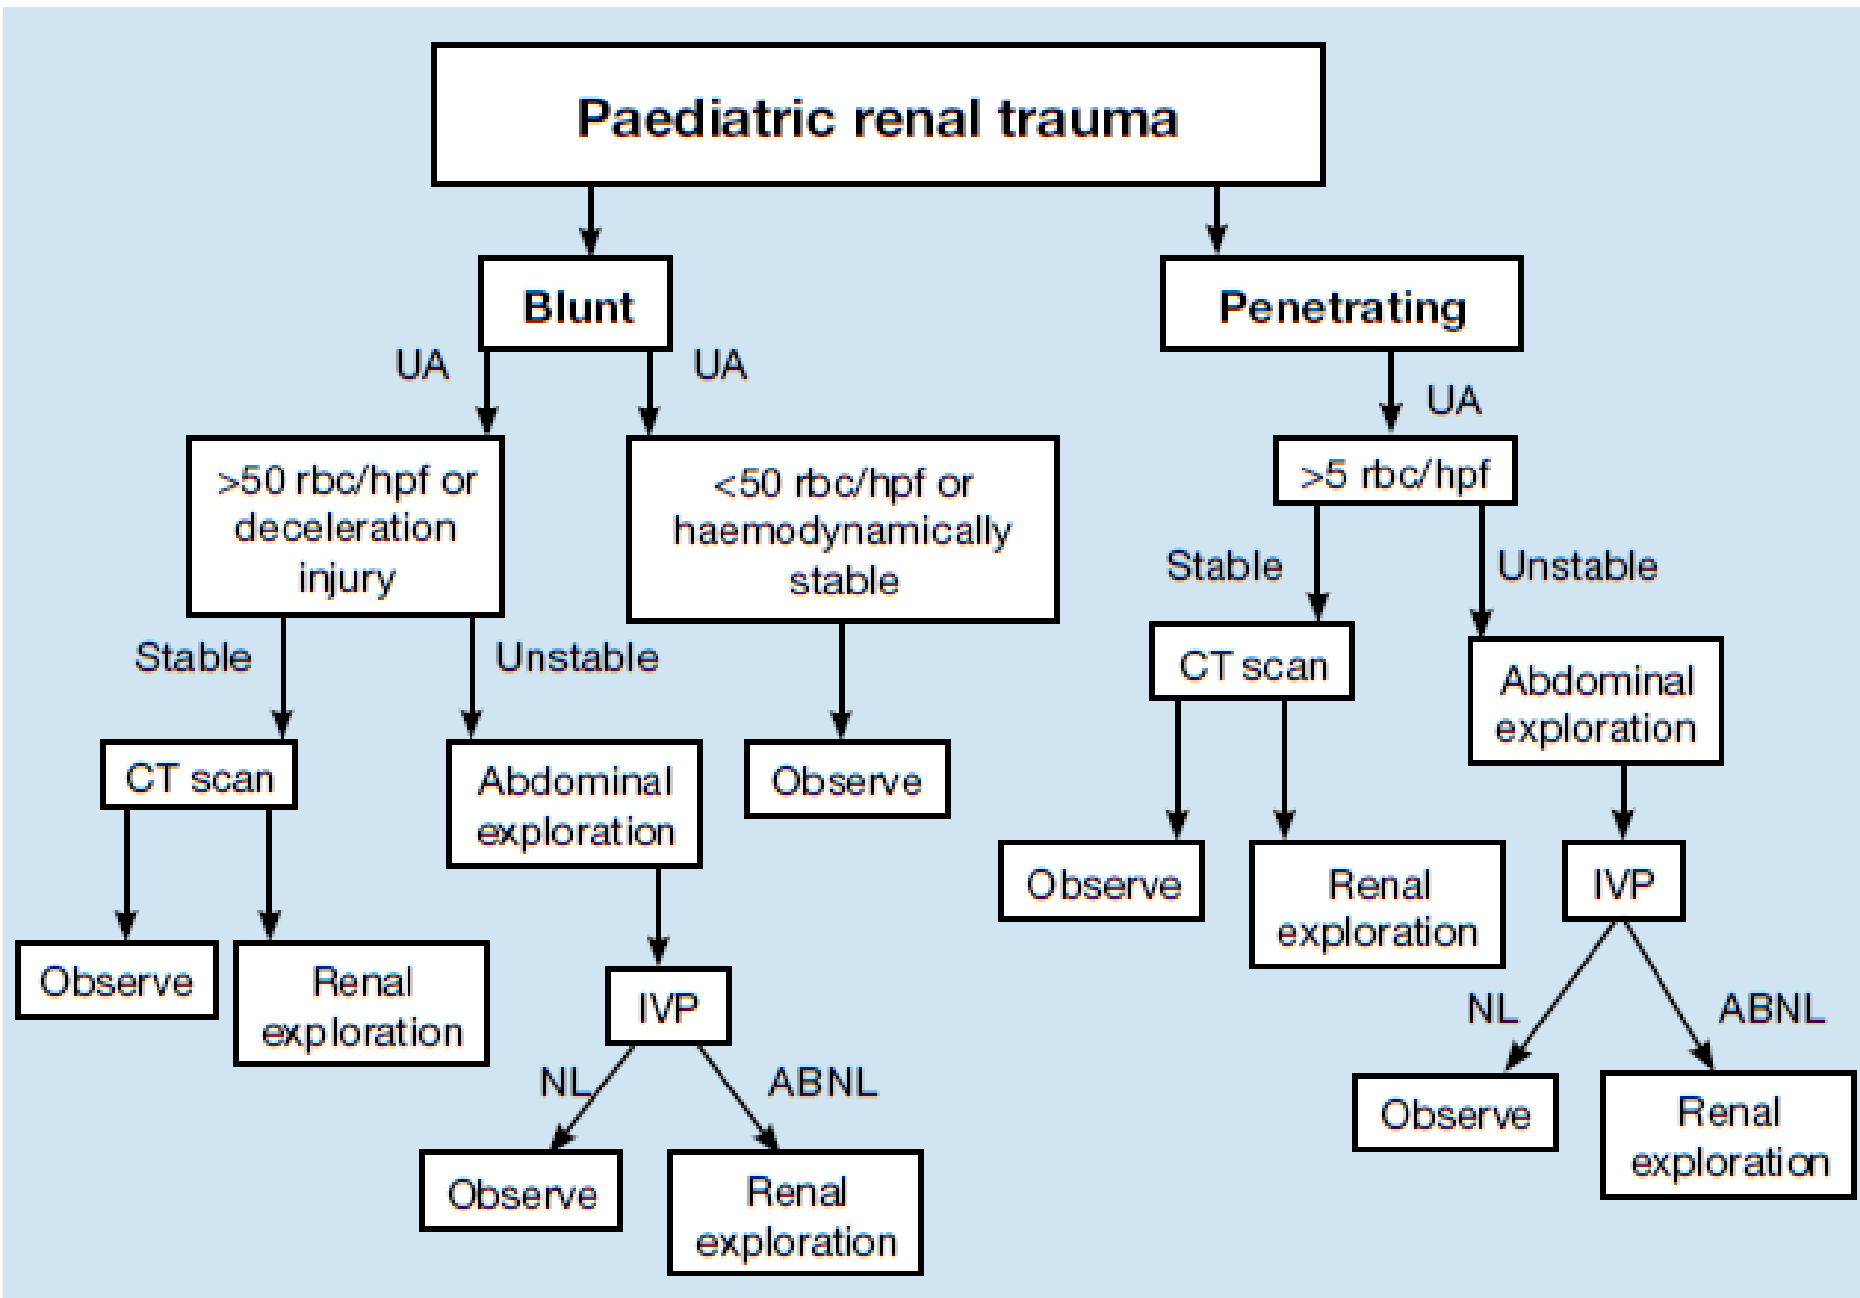 Paediatric renal trauma
Blunt
Penetrating
UA
UA
UA
>50 rbc/hpf or
deceleration
injury
<50 rbc/hpf or
haemodynamically
stable
>5 rbc/hpf
Stable
Unstable
Stable
Unstable
CT scan
Abdominal
exploration
Observe
CT scan
Abdominal
exploration
Observe
Renal
exploration
IVP
NL
ABNL
Observe
Renal
exploration
Observe
Renal
exploration
IVP
NL
ABNL
Observe
Renal
exploration